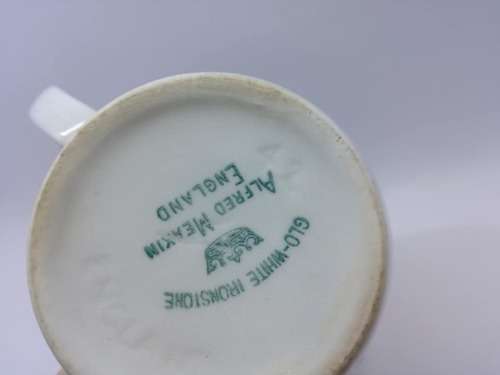 GLO-WHITE IRONSTONE
ALFRED MEAKIN
ENGLAND